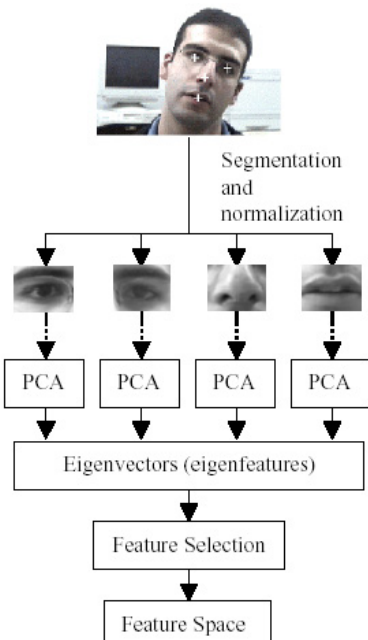 Segmentation
and
normalization
PCA PCA PCA PCA
Eigenvectors (eigenfeatures)
Feature Selection
Feature Space